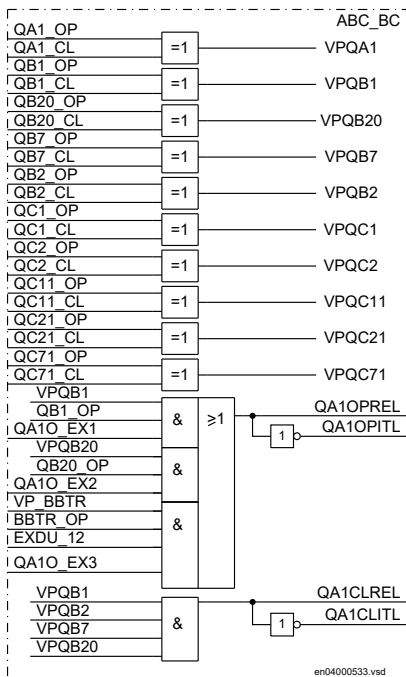 ABC_BC
QA1_OP
QA1_CL =1 VPQA1
QB1_OP
QB1_CL =1 VPQB1
QB20_OP
QB20_CL =1 VPQB20
QB7_OP
QB7_CL =1 VPQB7
QB2_OP
QB2_CL =1 VPQB2
QC1_OP
QC1_CL =1 VPQC1
QC2_OP
QC2_CL =1 VPQC2
QC11_OP
QC11_CL =1 VPQC11
QC21_OP
QC21_CL =1 VPQC21
QC71_OP
QC71_CL =1 VPQC71
VPQB1
QB1_OP & ≥1 QA1OPREL
QA1O_EX1 1 QA1OPITL
VPQB20
QB20_OP &
QA1O_EX2
VP_BBTR
BBTR_OP &
EXDU_12
QA1O_EX3
VPQB1 QA1CLREL
VPQB2 1 QA1CLITL
VPQB7 &
VPQB20
en04000533.vsd